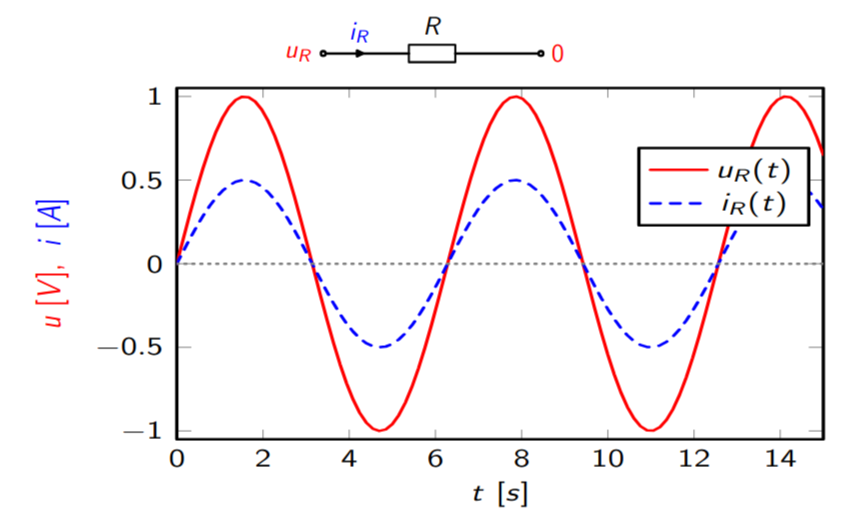 i_R R
u_R 0
1
0.5
0
−0.5
−1
u [V], i [A]
u_R(t)
i_R(t)
0 2 4 6 8 10 12 14
t [s]